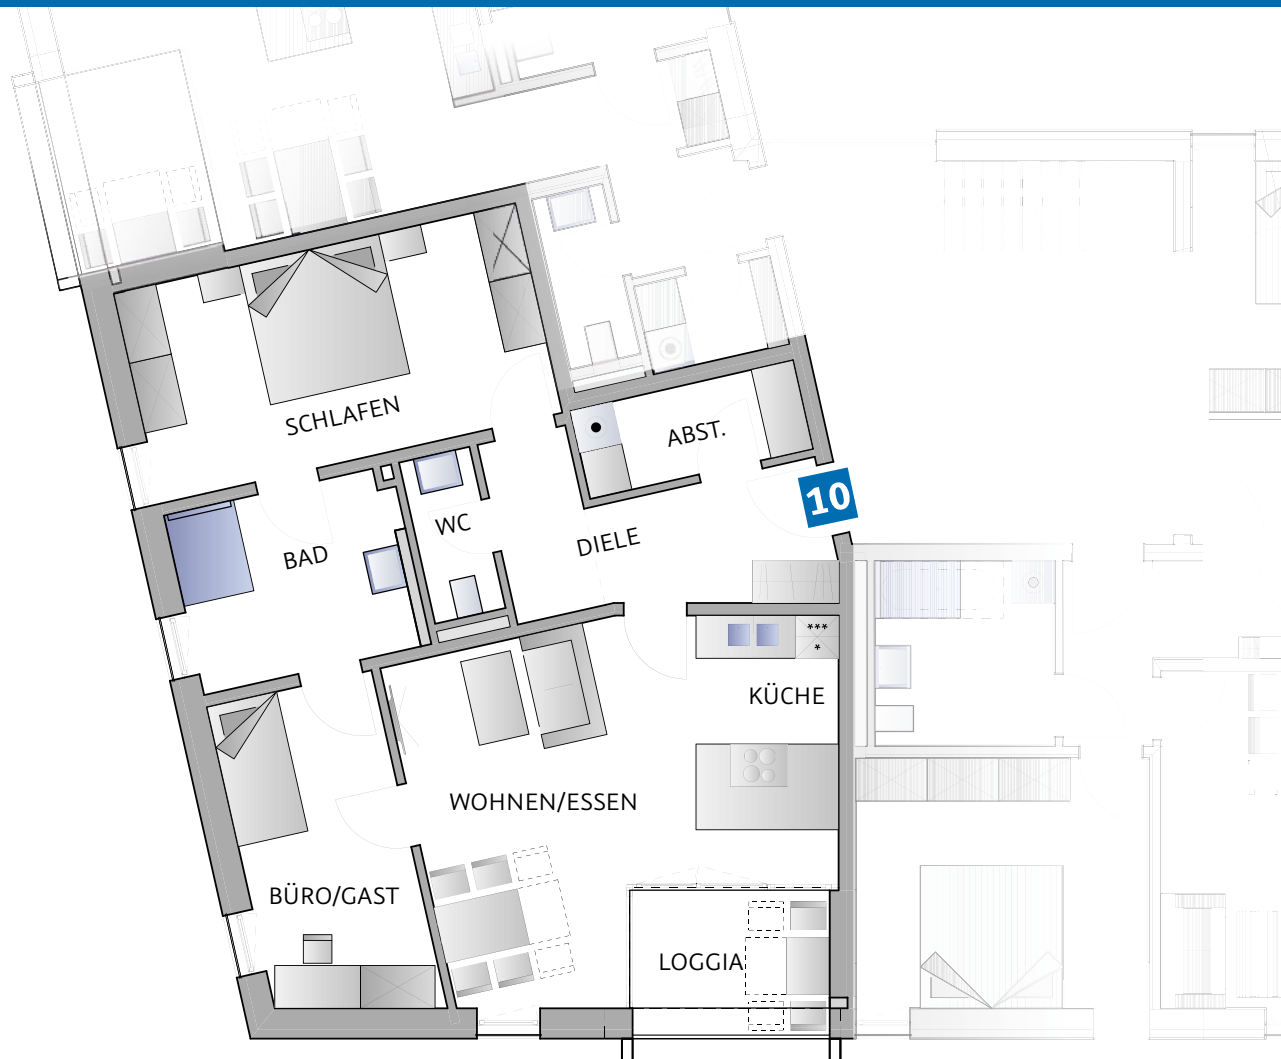 SCHLAFEN
ABST.
10
WC
DIELE
BAD
***
*
KÜCHE
WOHNEN/ESSEN
BÜRO/GAST
LOGGIA